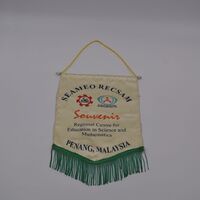 SEAMEO RECSAM
Souvenir
Regional Centre for
Education in Science and
Mathematics
PENANG, MALAYSIA